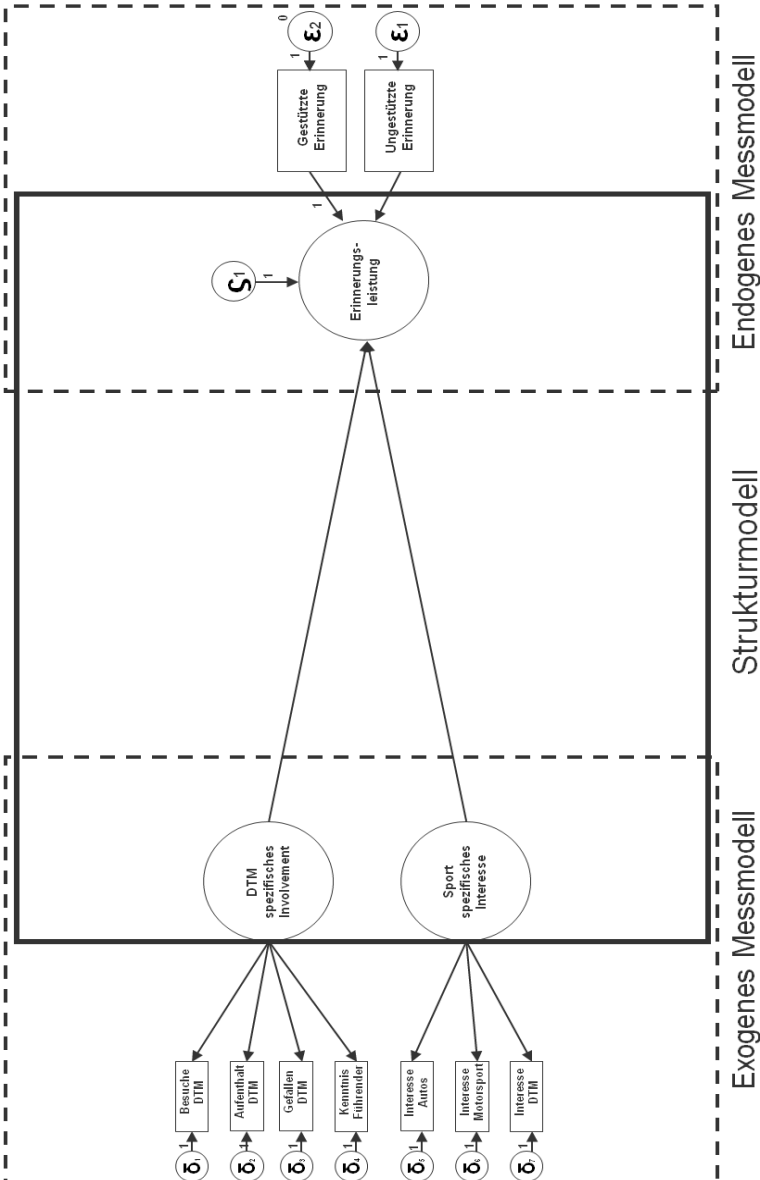 Besuche
DTM
δ1
1
Aufenthalt
DTM
δ2
1
Gefallen
DTM
δ3
1
Kenntnis
Führender
δ4
1
Interesse
Autos
δ5
1
Interesse
Motorsport
δ6
1
Interesse
DTM
δ7
1
DTM
spezifisches
Involvement
Sport
spezifisches
Interesse
ς1
1
Erinnerungs-
leistung
1
Gestützte
Erinnerung
1
0
ε2
Ungestützte
Erinnerung
1
ε1
Exogenes Messmodell
Strukturmodell
Endogenes Messmodell